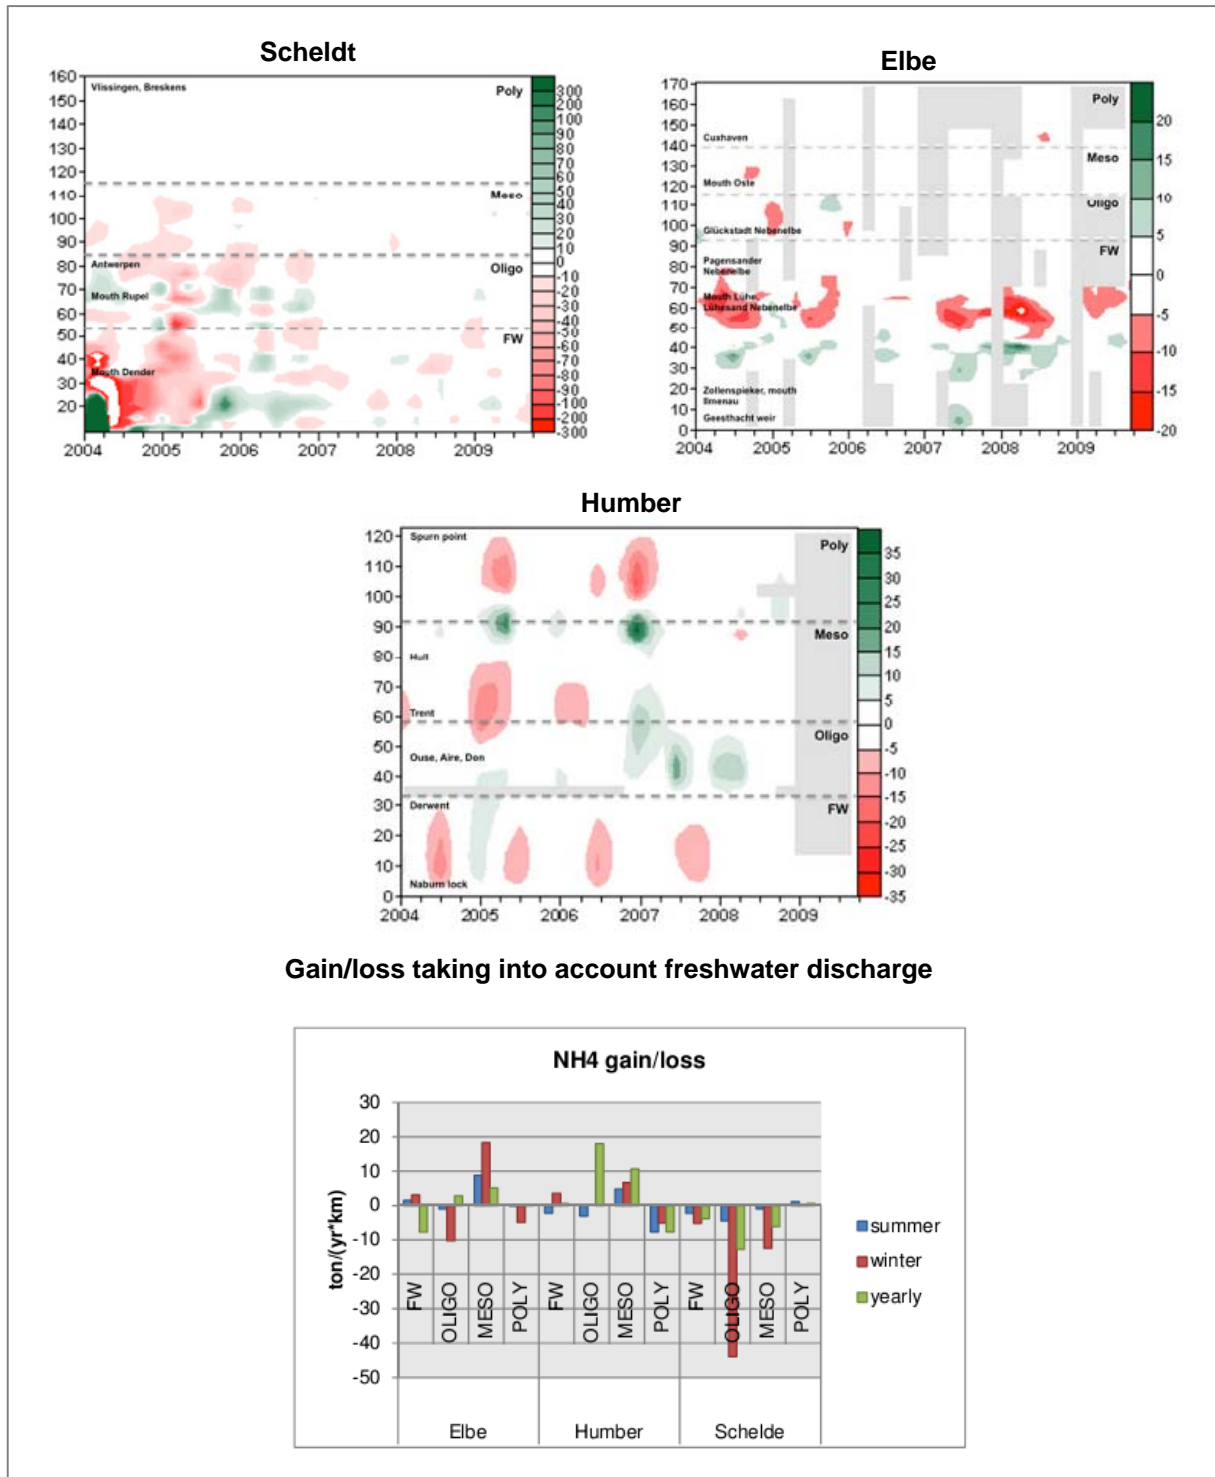 Scheldt
160
150
140
130
120
110
100
90
80
70
60
50
40
30
20
Vlissingen, Breskens
Antwerpen
Mouth Rupel
Mouth Dender
Poly
Meso
Oligo
FW
300
200
100
90
80
70
60
50
40
30
20
10
0
-10
-20
-30
-40
-50
-60
-70
-80
-90
-100
-200
-300
2004 2005 2006 2007 2008 2009
Elbe
170
160
150
140
130
120
110
100
90
80
70
60
50
40
30
20
10
0
Cuxhaven
Mouth Oste
Glückstadt Nebenelbe
Pagensander
Nebenelbe
Mouth Lühe,
Lühesand Nebenelbe
Zollenspieker, mouth
Ilmenau
Geesthacht weir
Poly
Meso
Oligo
FW
20
15
10
5
0
-5
-10
-15
-20
2004 2005 2006 2007 2008 2009
Humber
120
110
100
90
80
70
60
50
40
30
20
10
0
Spurn point
Hull
Trent
Ouse, Aire, Don
Derwent
Naburn lock
Poly
Meso
Oligo
FW
35
30
25
20
15
10
5
0
-5
-10
-15
-20
-25
-30
-35
2004 2005 2006 2007 2008 2009
Gain/loss taking into account freshwater discharge
NH4 gain/loss
ton/(yr*km)
30
20
10
0
-10
-20
-30
-40
-50
FW
OLIGO
MESO
POLY
FW
OLIGO
MESO
POLY
FW
OLIGO
MESO
POLY
Elbe Humber Schelde
summer
winter
yearly